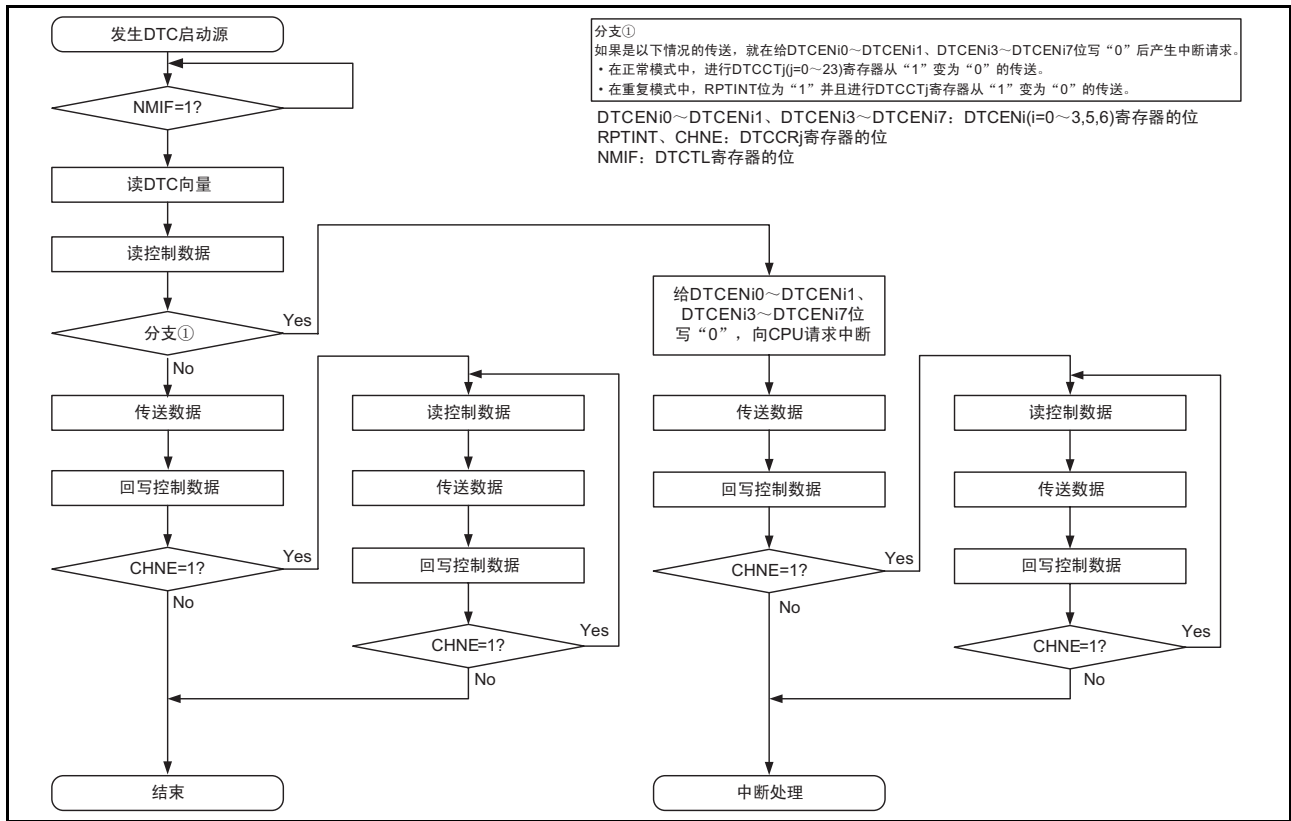 发生DTC启动源
NMIF=1?
读DTC向量
读控制数据
分支①
Yes
No
传送数据
回写控制数据
CHNE=1?
Yes
No
读控制数据
传送数据
回写控制数据
CHNE=1?
Yes
No
结束
分支①
如果是以下情况的传送，就在给DTCENi0～DTCENi1、DTCENi3～DTCENi7位写“0”后产生中断请求。
・在正常模式中，进行DTCCTj(j=0～23)寄存器从“1”变为“0”的传送。
・在重复模式中，RPTINT位为“1”并且进行DTCCTj寄存器从“1”变为“0”的传送。
DTCENi0～DTCENi1、DTCENi3～DTCENi7：DTCENi(i=0～3,5,6)寄存器的位
RPTINT、CHNE：DTCCRj寄存器的位
NMIF：DTCTL寄存器的位
给DTCENi0～DTCENi1、
DTCENi3～DTCENi7位
写“0”，向CPU请求中断
传送数据
回写控制数据
CHNE=1?
Yes
No
读控制数据
传送数据
回写控制数据
CHNE=1?
Yes
No
中断处理